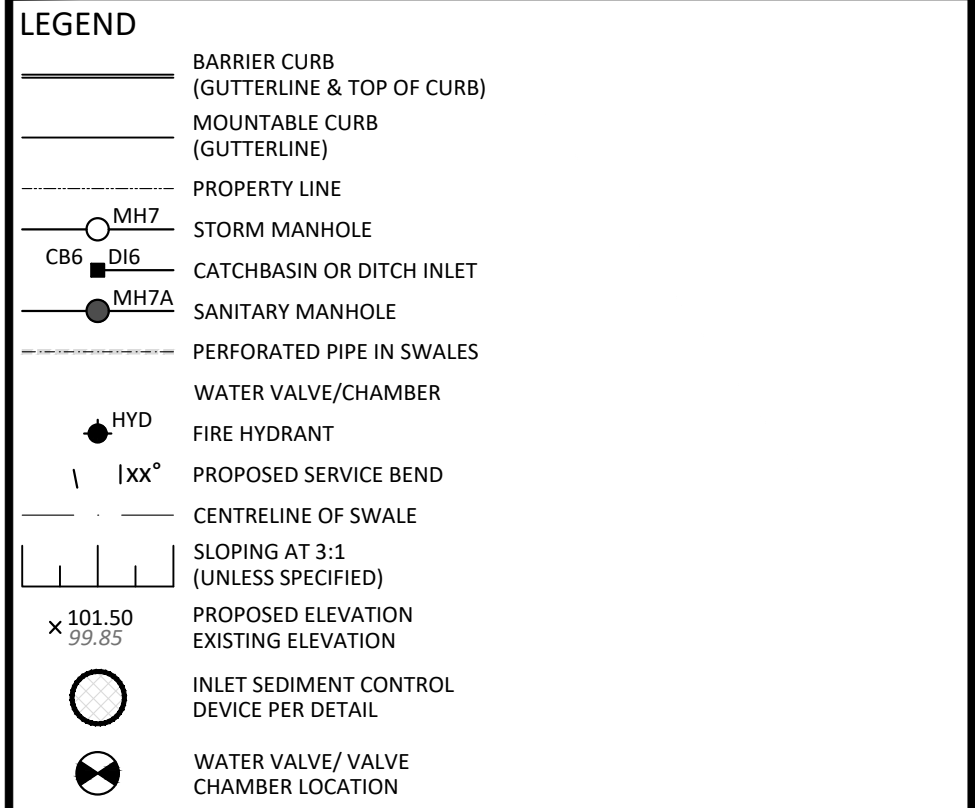 LEGEND
BARRIER CURB
(GUTTERLINE & TOP OF CURB)
MOUNTABLE CURB
(GUTTERLINE)
PROPERTY LINE
MH7
STORM MANHOLE
CB6 DI6
CATCHBASIN OR DITCH INLET
MH7A
SANITARY MANHOLE
PERFORATED PIPE IN SWALES
WATER VALVE/CHAMBER
HYD
FIRE HYDRANT
XX°
PROPOSED SERVICE BEND
CENTRELINE OF SWALE
SLOPING AT 3:1
(UNLESS SPECIFIED)
101.50 PROPOSED ELEVATION
99.85 EXISTING ELEVATION
INLET SEDIMENT CONTROL
DEVICE PER DETAIL
WATER VALVE/ VALVE
CHAMBER LOCATION